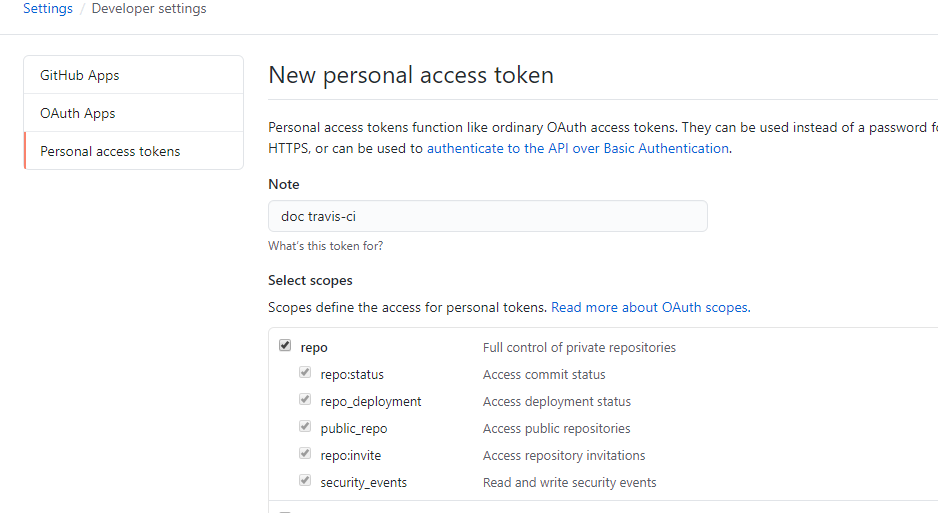 Settings / Developer settings
GitHub Apps
OAuth Apps
Personal access tokens
New personal access token
Personal access tokens function like ordinary OAuth access tokens. They can be used instead of a password
HTTPS, or can be used to authenticate to the API over Basic Authentication.
Note
doc travis-ci
What's this token for?
Select scopes
Scopes define the access for personal tokens. Read more about OAuth scopes.
repo Full control of private repositories
repo:status Access commit status
repo_deployment Access deployment status
public_repo Access public repositories
repo:invite Access repository invitations
security_events Read and write security events